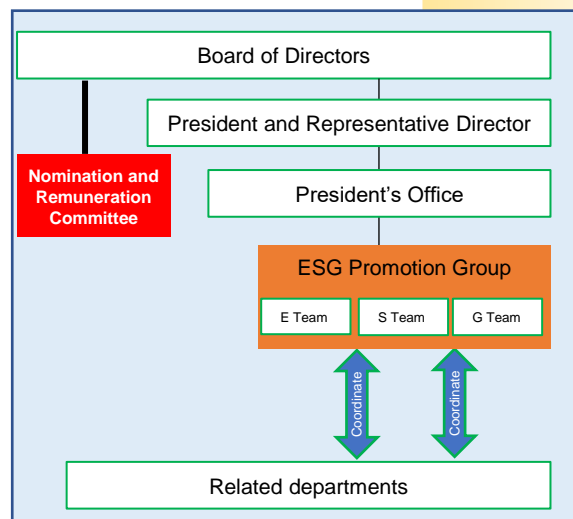 Board of Directors
President and Representative Director
Nomination and
Remuneration
Committee
President's Office
ESG Promotion Group
E Team
S Team
G Team
Coordinate
Coordinate
Related departments